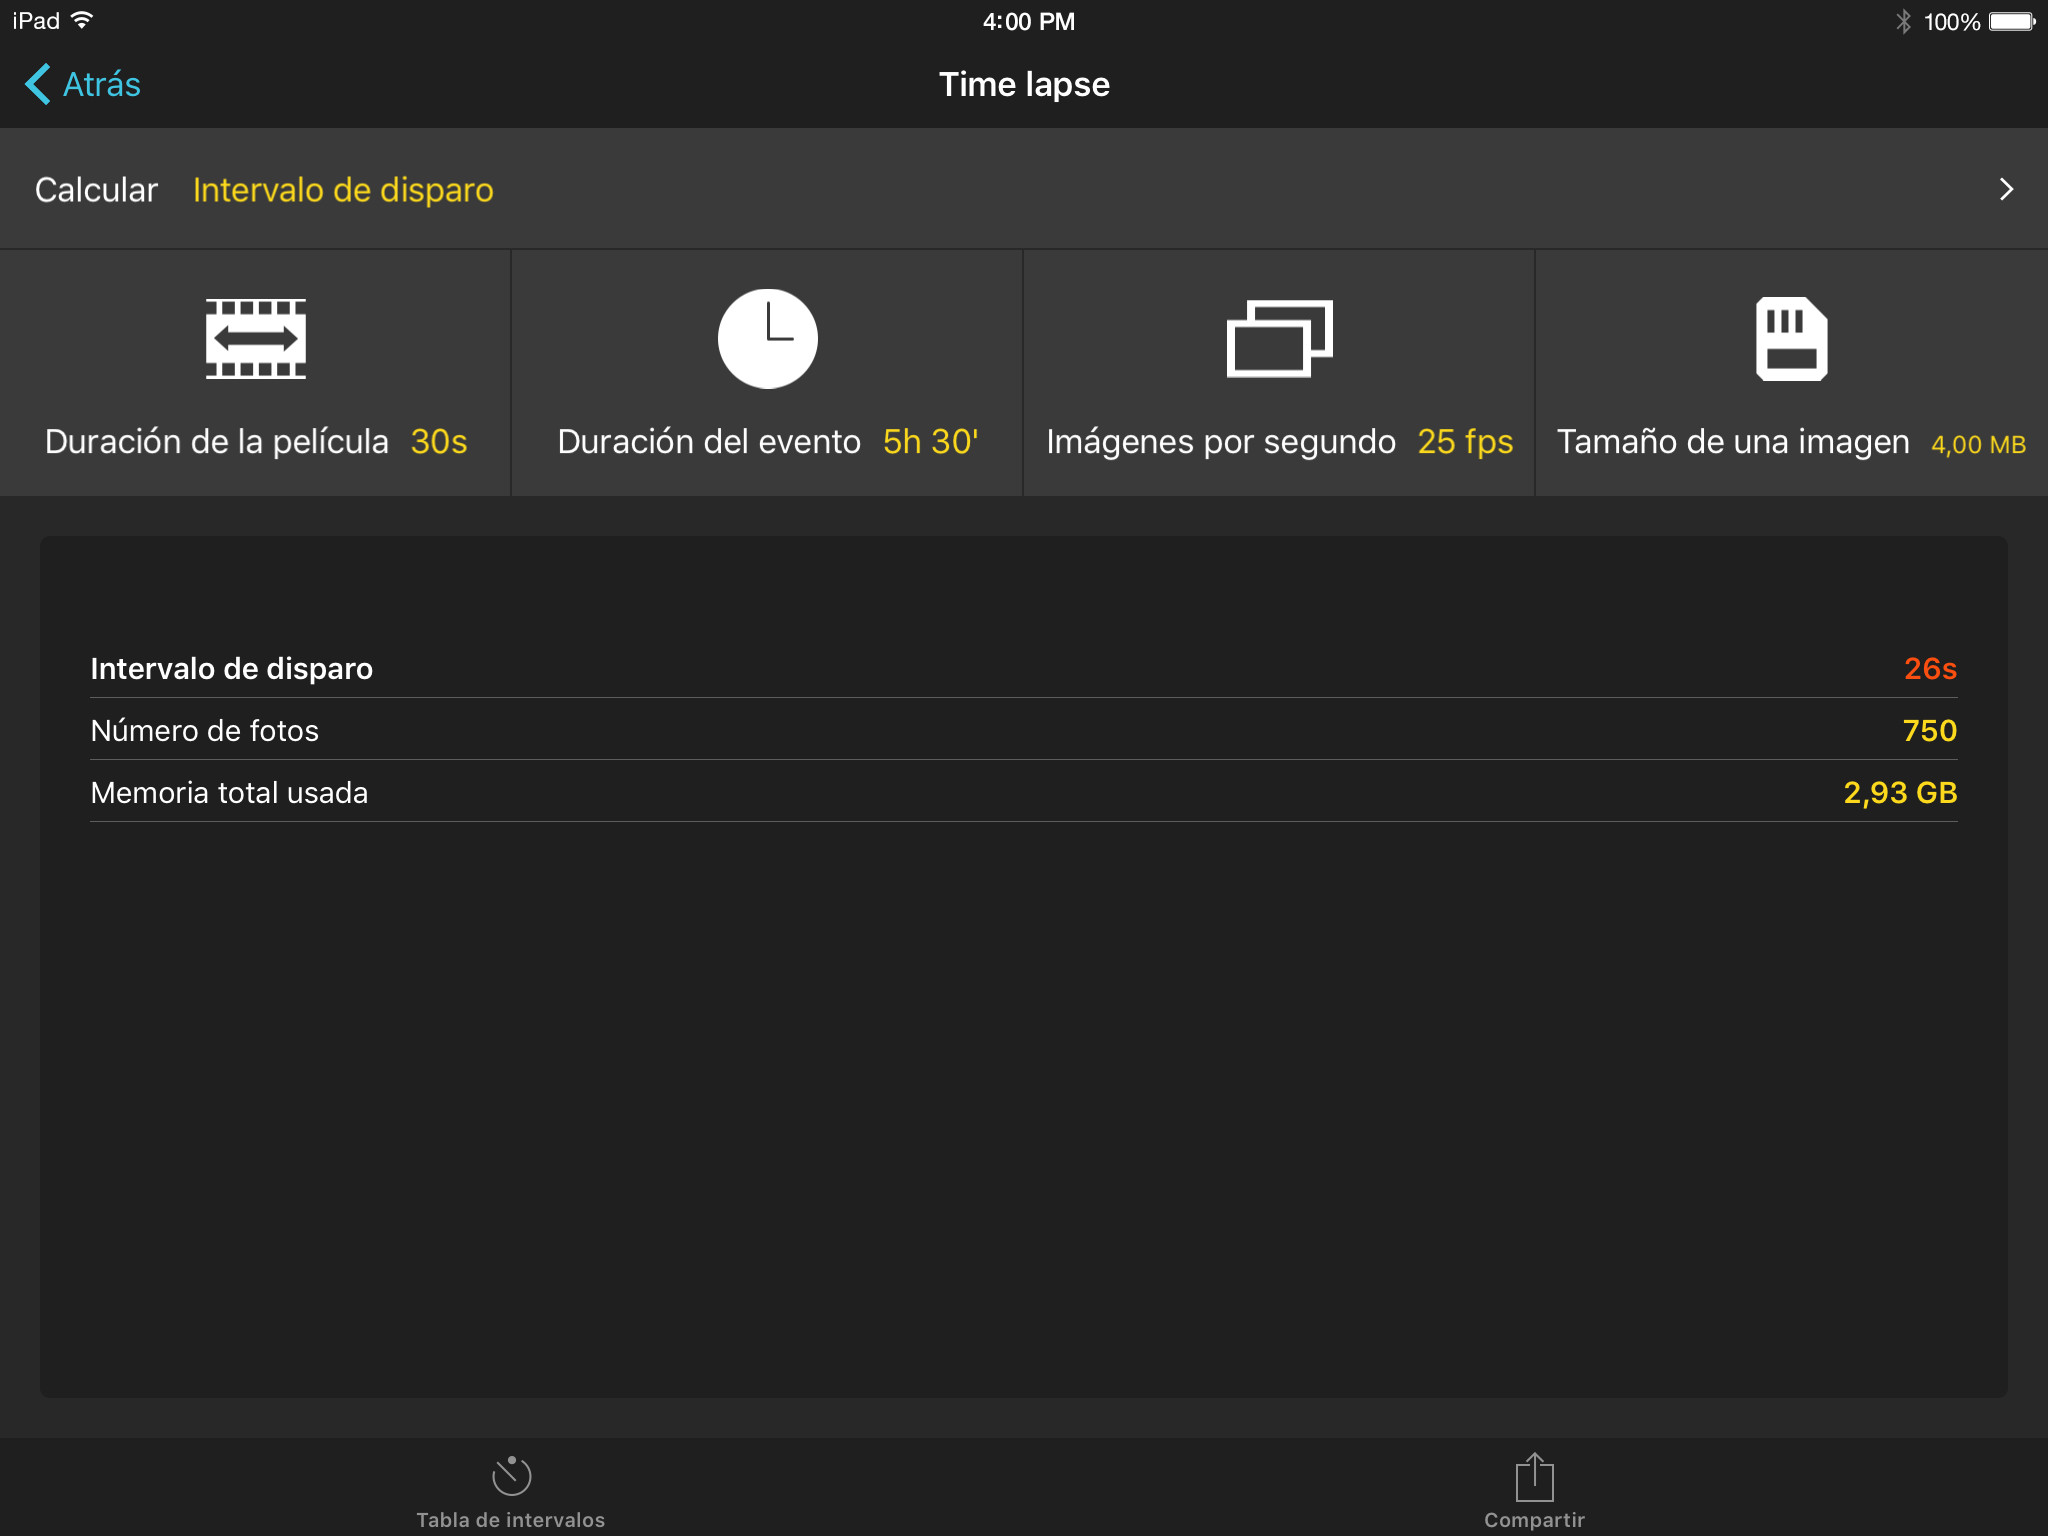 iPad 4:00 PM 100%
Atrás Time lapse
Calcular Intervalo de disparo
Duración de la película 30s
Duración del evento 5h 30'
Imágenes por segundo 25 fps
Tamaño de una imagen 4,00 MB
Intervalo de disparo 26s
Número de fotos 750
Memoria total usada 2,93 GB
Tabla de intervalos
Compartir